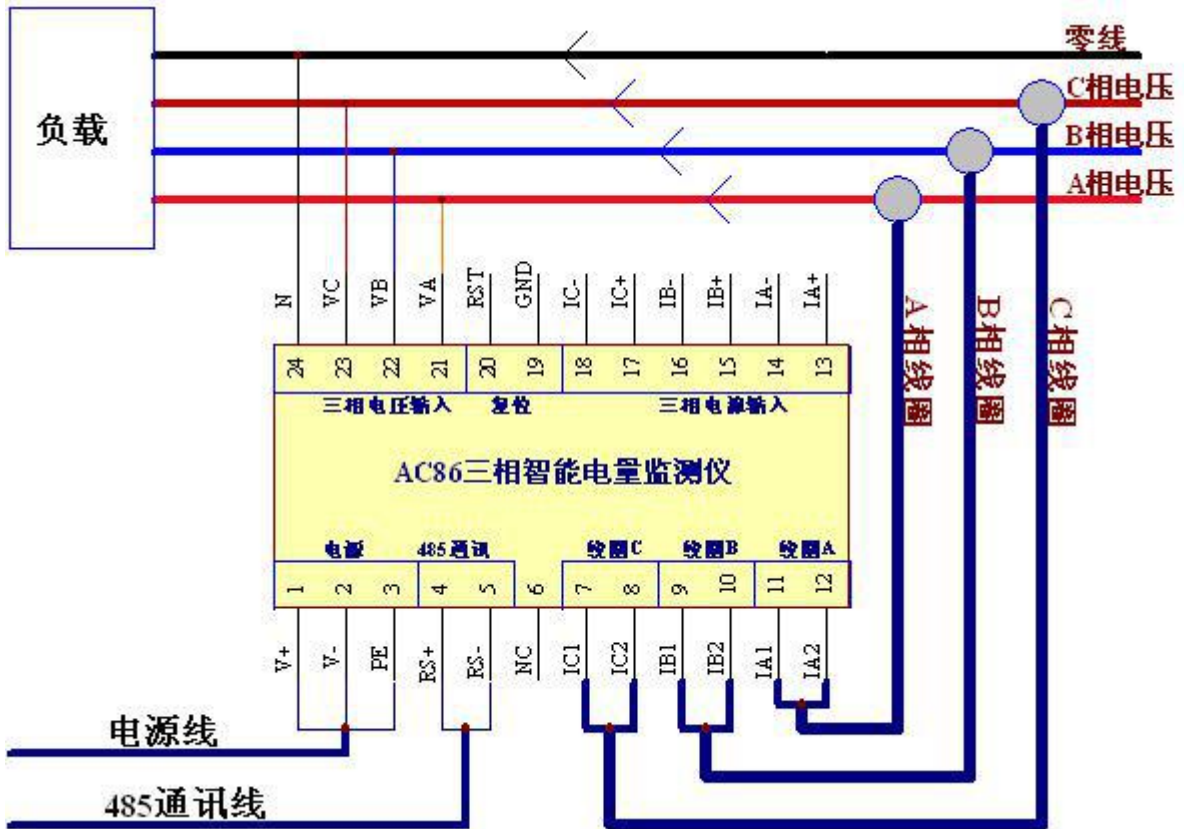 零线
C相电压
B相电压
A相电压
负载
N
VC
VB
VA
RST
GND
IC-
IC+
IB-
IB+
IA-
IA+
A相线圈
B相线圈
C相线圈
24 23 22 21 20 19 18 17 16 15 14 13
三相电压输入 复位 三相电源输入
AC86三相智能电量监测仪
电源 485通讯 线圈C 线圈B 线圈A
1 2 3 4 5 6 7 8 9 10 11 12
V+
V-
PE
RS+
RS-
NC
IC1
IC2
IB1
IB2
IA1
IA2
电源线
485通讯线